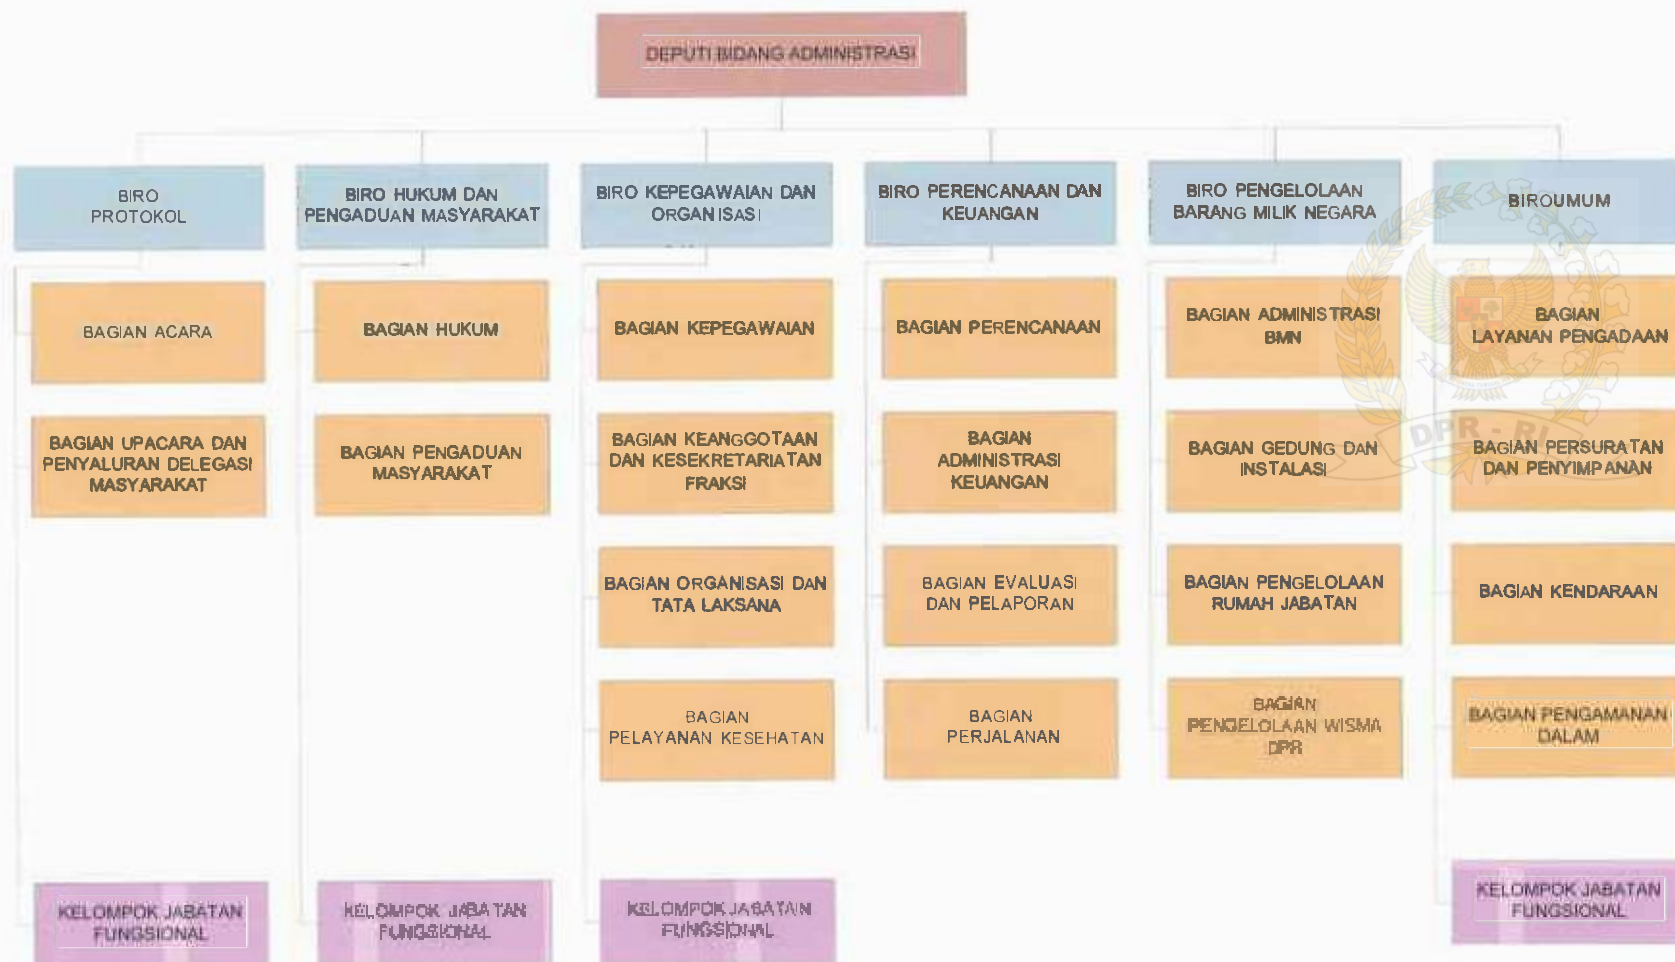 DEPUTI BIDANG ADMINISTRASI
BIRO
PROTOKOL
BIRO HUKUM DAN
PENGADUAN MASYARAKAT
BIRO KEPEGAWAIAN DAN
ORGANISASI
BIRO PERENCANAAN DAN
KEUANGAN
BIRO PENGELOLAAN
BARANG MILIK NEGARA
BIROUMUM
BAGIAN ACARA
BAGIAN HUKUM
BAGIAN KEPEGAWAIAN
BAGIAN PERENCANAAN
BAGIAN ADMINISTRASI
BMN
BAGIAN
LAYANAN PENGADAAN
BAGIAN UPACARA DAN
PENYALURAN DELEGASI
MASYARAKAT
BAGIAN PENGADUAN
MASYARAKAT
BAGIAN KEANGGOTAAN
DAN KESEKRETARIATAN
FRAKSI
BAGIAN
ADMINISTRASI
KEUANGAN
BAGIAN GEDUNG DAN
INSTALASI
BAGIAN PERSURATAN
DAN PENYIMPANAN
DPR - RI
BAGIAN ORGANISASI DAN
TATA LAKSANA
BAGIAN EVALUASI
DAN PELAPORAN
BAGIAN PENGELOLAAN
RUMAH JABATAN
BAGIAN KENDARAAN
BAGIAN
PELAYANAN KESEHATAN
BAGIAN
PERJALANAN
BAGIAN
PENGELOLAAN WISMA
DPR
BAGIAN PENGAMANAN
DALAM
KELOMPOK JABATAN
FUNGSIONAL
KELOMPOK JABATAN
FUNGSIONAL
KELOMPOK JABATAN
FUNGSIONAL
KELOMPOK JABATAN
FUNGSIONAL